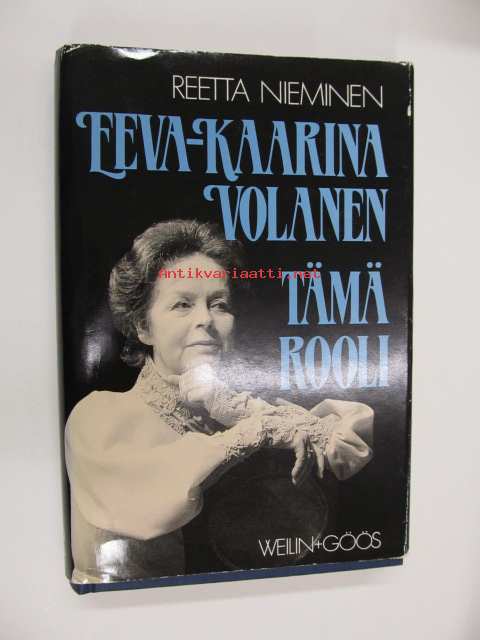 REETTA NIEMINEN
EEVA-KAARINA
VOLANEN
Antikvariaatti.net
TÄMÄ
ROOLI
WEILIN+GÖÖS